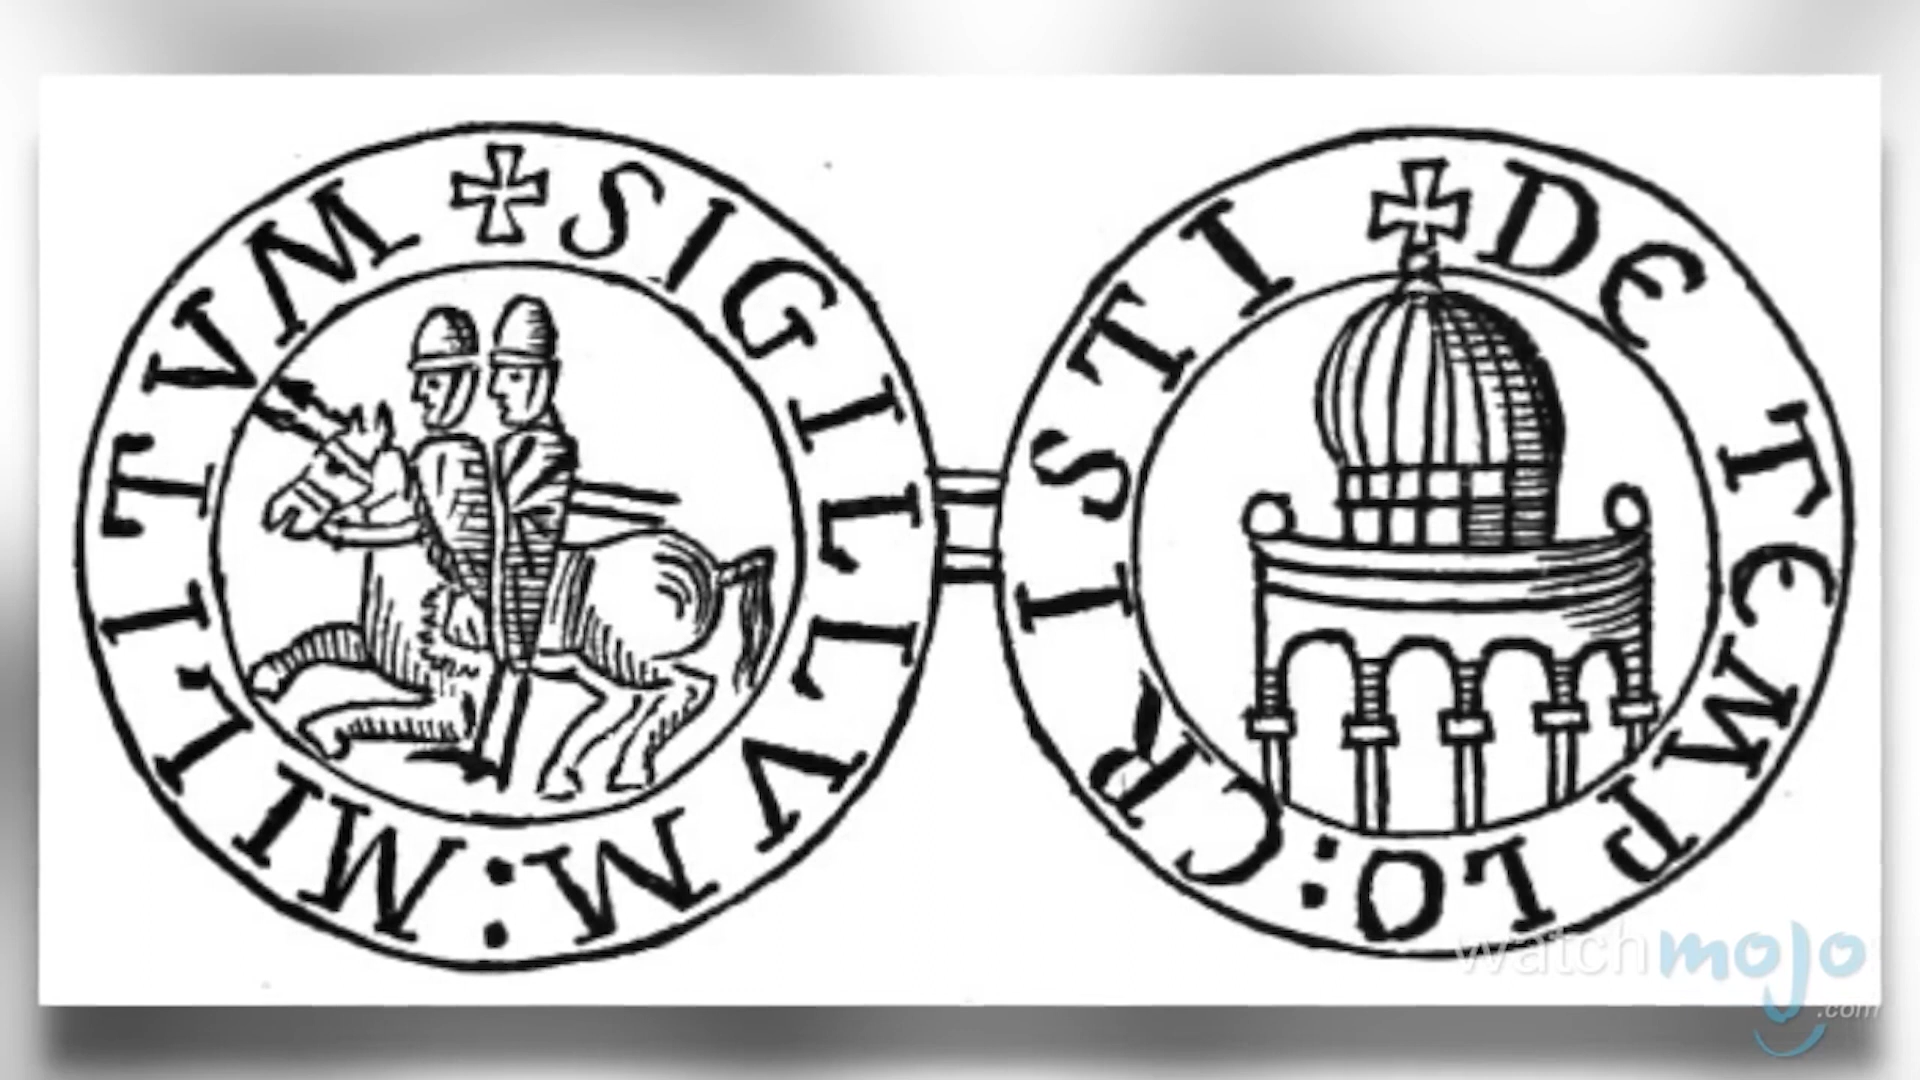 ✠ SIGILLVM : MILITVM
✠ DE TEMPLO : CRISTI
watchmojo
.com